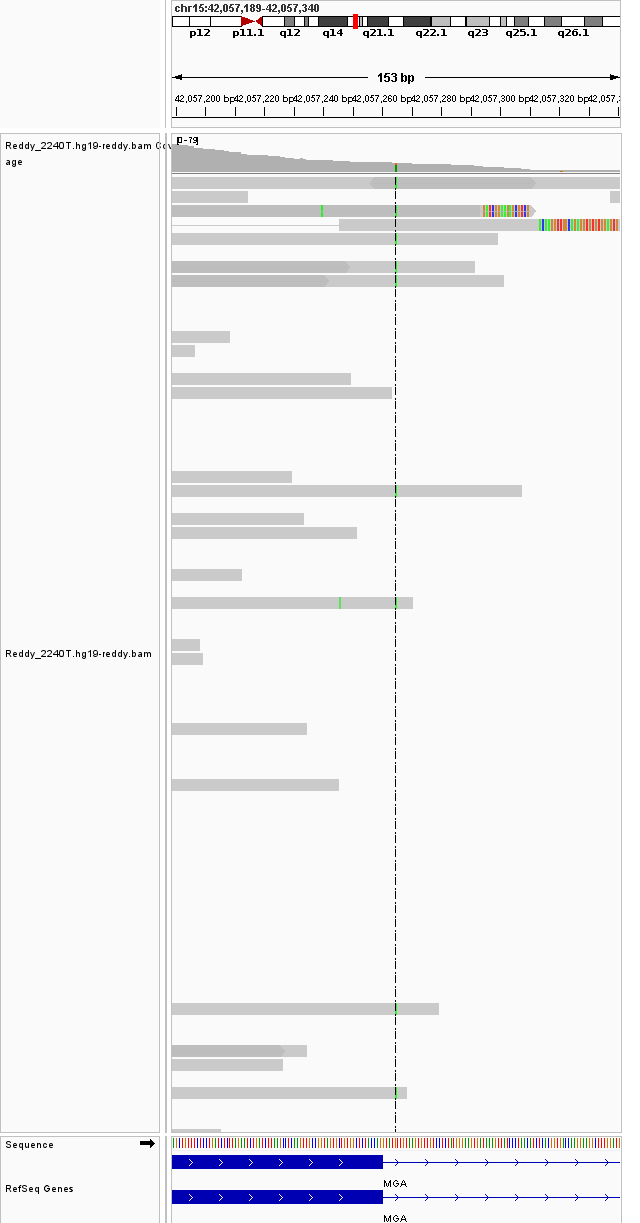 chr15:42,057,189-42,057,340
p12 p11.1 q12 q14 q21.1 q22.1 q23 q25.1 q26.1
153 bp
42,057,200 bp 42,057,220 bp 42,057,240 bp 42,057,260 bp 42,057,280 bp 42,057,300 bp 42,057,320 bp 42,057,3
Reddy_2240T.hg19-reddy.bam Cov
age
[0-79]
Reddy_2240T.hg19-reddy.bam
Sequence
MGA
RefSeq Genes
MGA